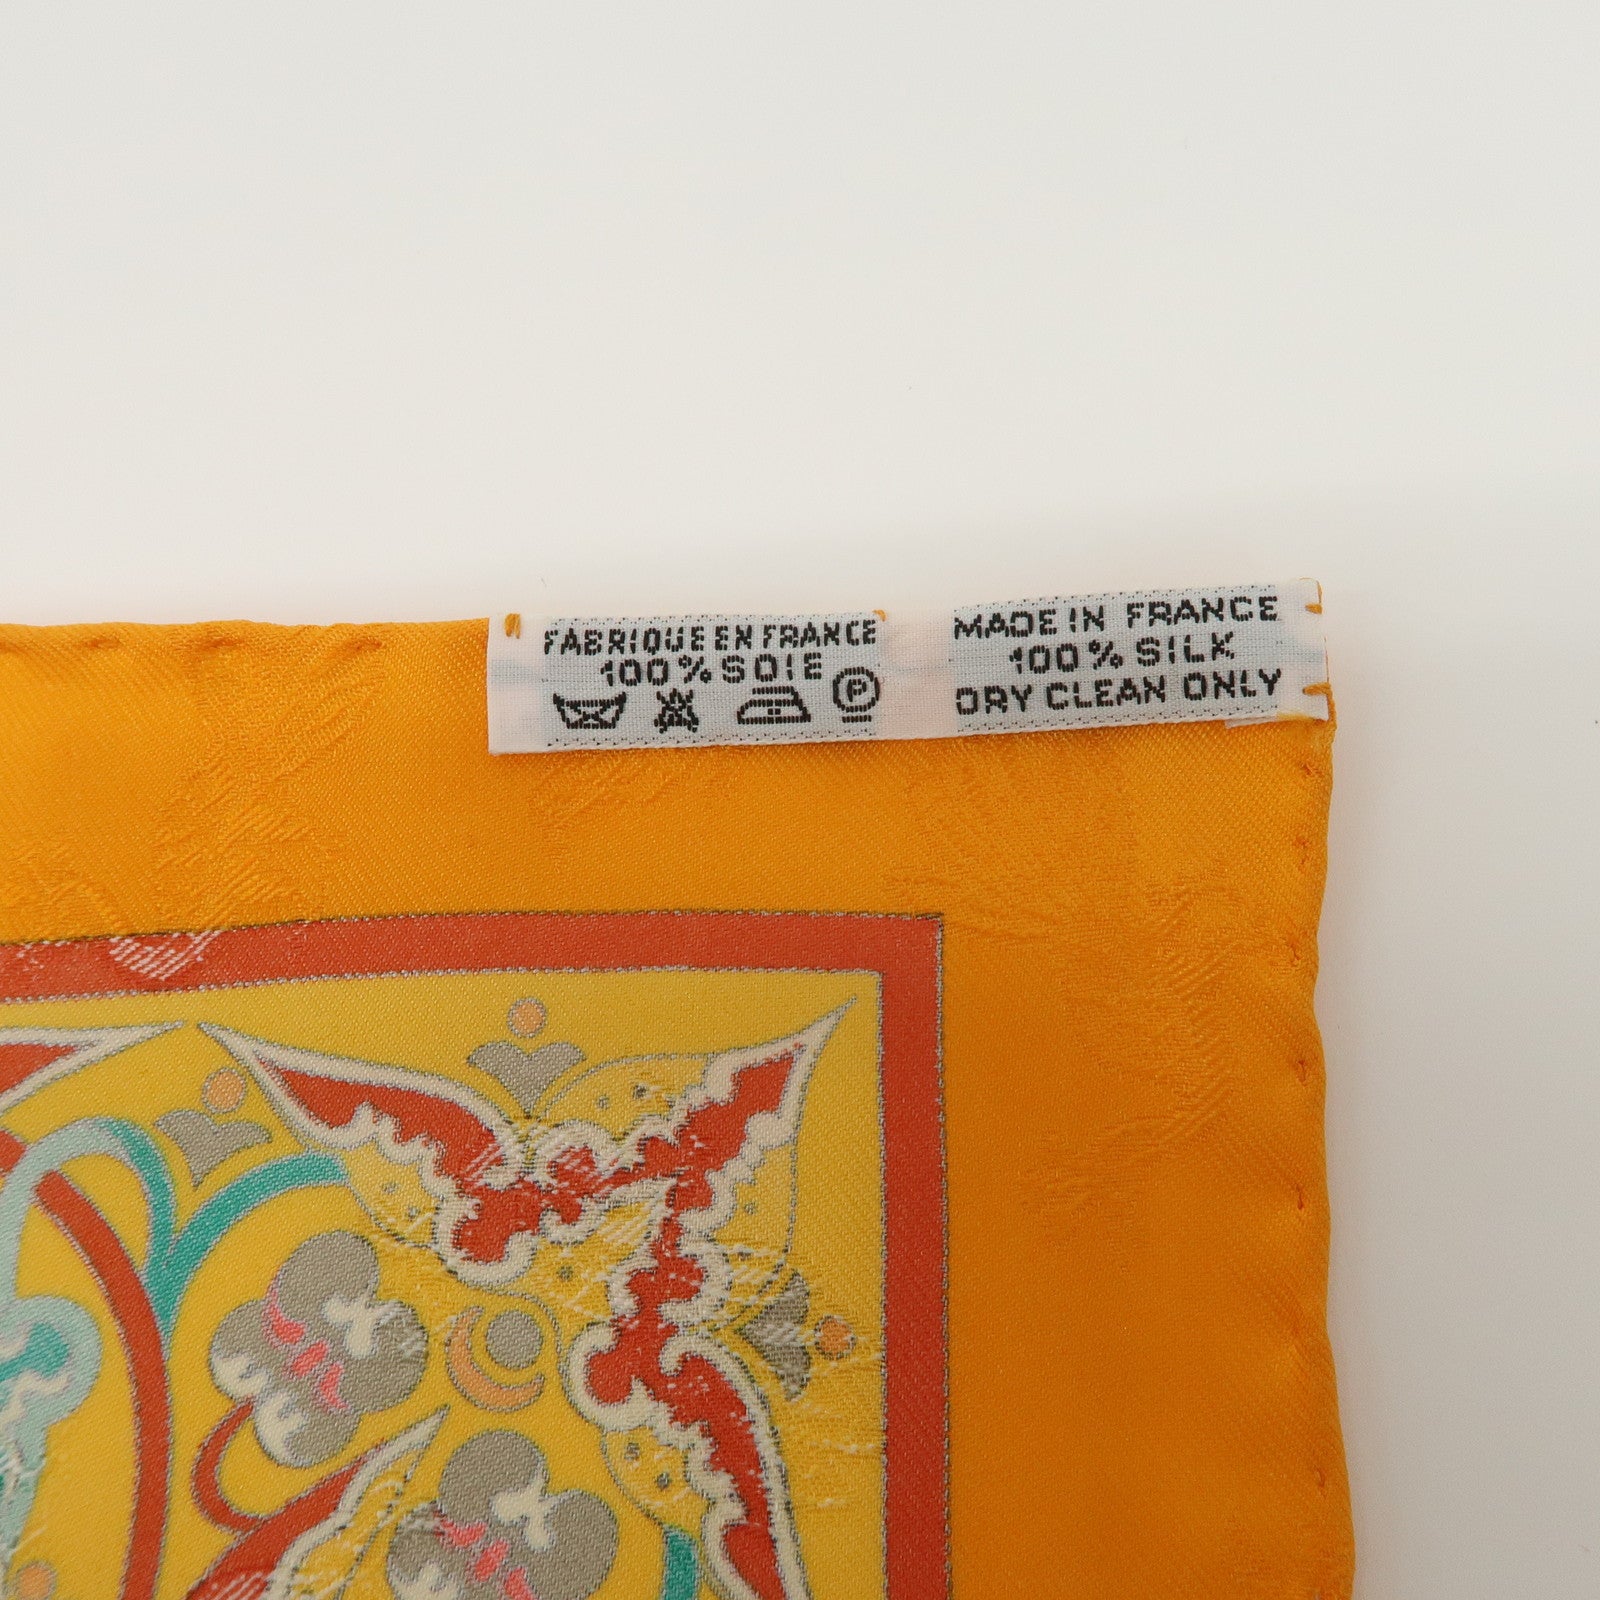 FABRIQUE EN FRANCE
100% SOIE
P
MADE IN FRANCE
100% SILK
DRY CLEAN ONLY